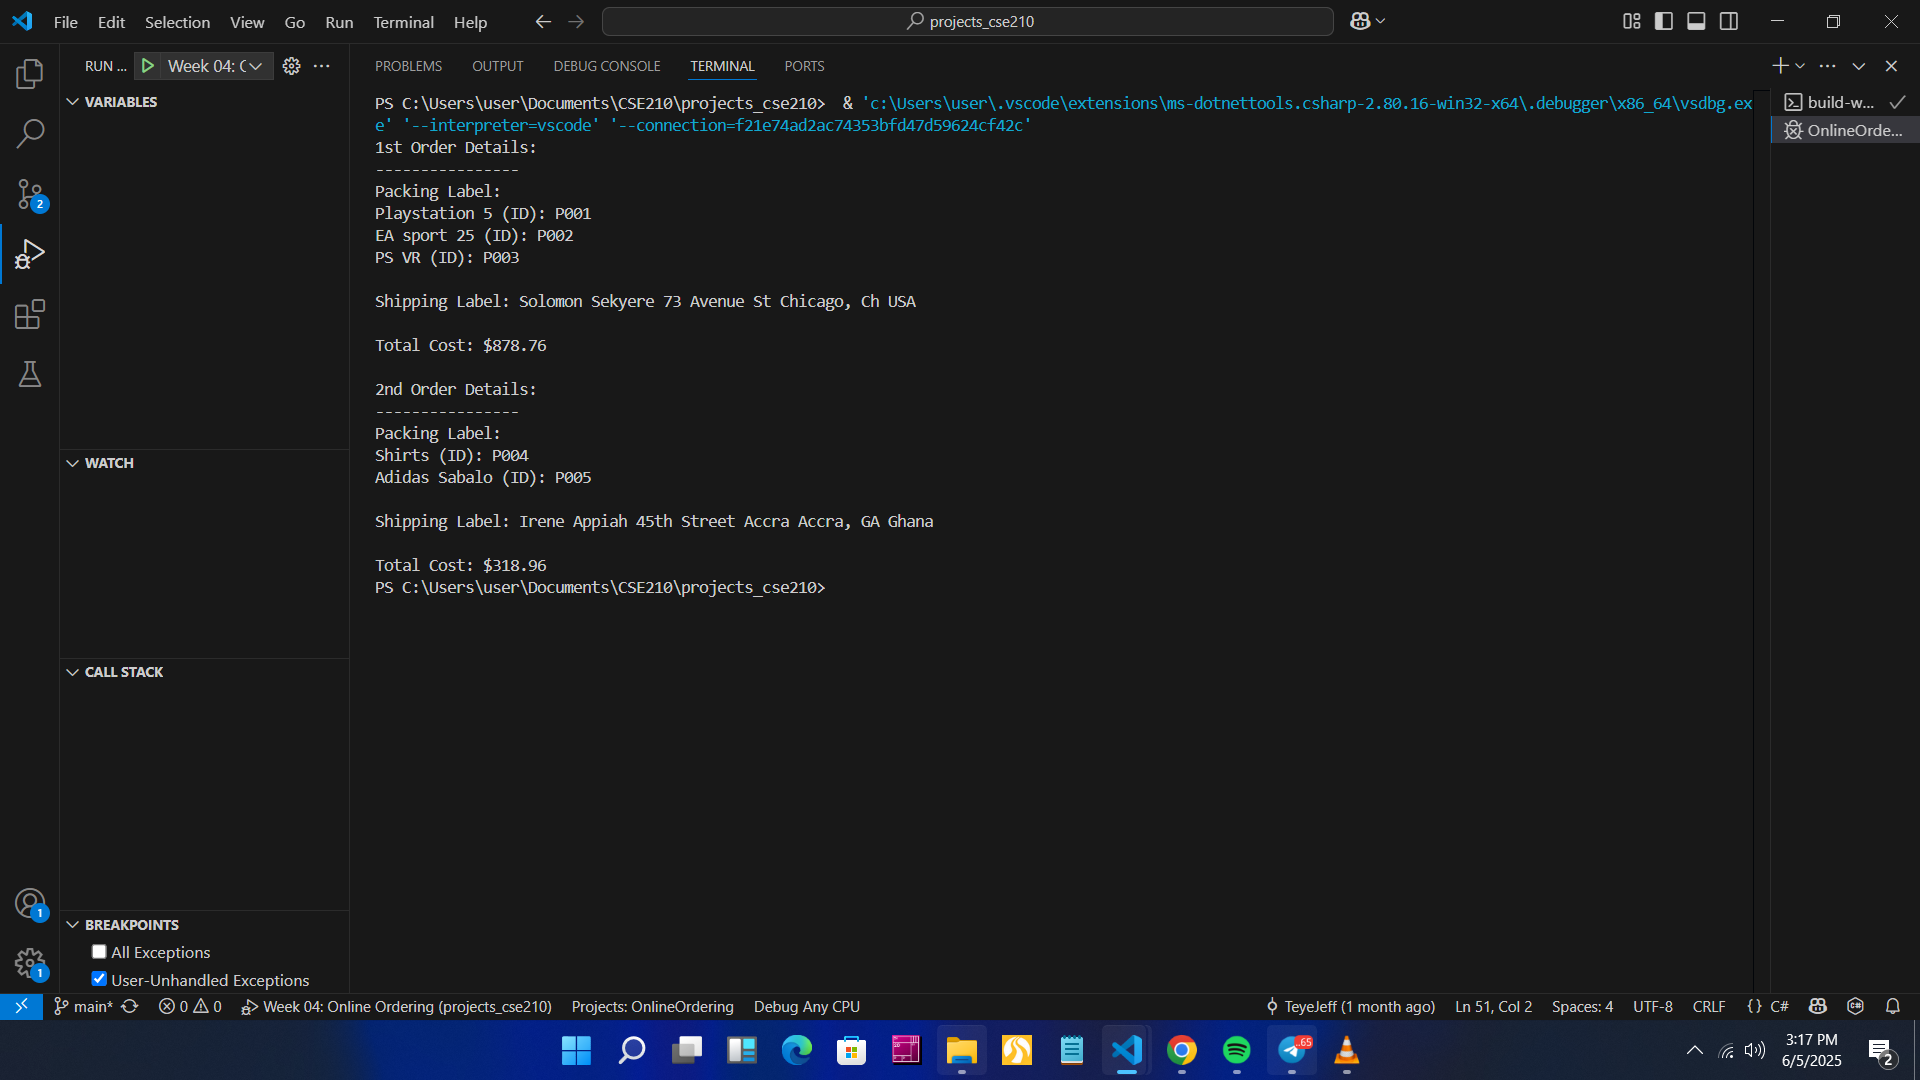 File Edit Selection View Go Run Terminal Help
projects_cse210
RUN ...
Week 04: O
VARIABLES
WATCH
CALL STACK
BREAKPOINTS
All Exceptions
User-Unhandled Exceptions
2
1
1
PROBLEMS OUTPUT DEBUG CONSOLE TERMINAL PORTS
PS C:\Users\user\Documents\CSE210\projects_cse210>  & 'c:\Users\user\.vscode\extensions\ms-dotnettools.csharp-2.80.16-win32-x64\.debugger\x86_64\vsdbg.ex
e' '--interpreter=vscode' '--connection=f21e74ad2ac74353bfd47d59624cf42c'
1st Order Details:
----------------
Packing Label:
Playstation 5 (ID): P001
EA sport 25 (ID): P002
PS VR (ID): P003
Shipping Label: Solomon Sekyere 73 Avenue St Chicago, Ch USA
Total Cost: $878.76
2nd Order Details:
----------------
Packing Label:
Shirts (ID): P004
Adidas Sabalo (ID): P005
Shipping Label: Irene Appiah 45th Street Accra Accra, GA Ghana
Total Cost: $318.96
PS C:\Users\user\Documents\CSE210\projects_cse210>
build-w...
OnlineOrde...
main* 0 0 Week 04: Online Ordering (projects_cse210) Projects: OnlineOrdering Debug Any CPU TeyeJeff (1 month ago) Ln 51, Col 2 Spaces: 4 UTF-8 CRLF {} C#
..65
3:17 PM
6/5/2025
2